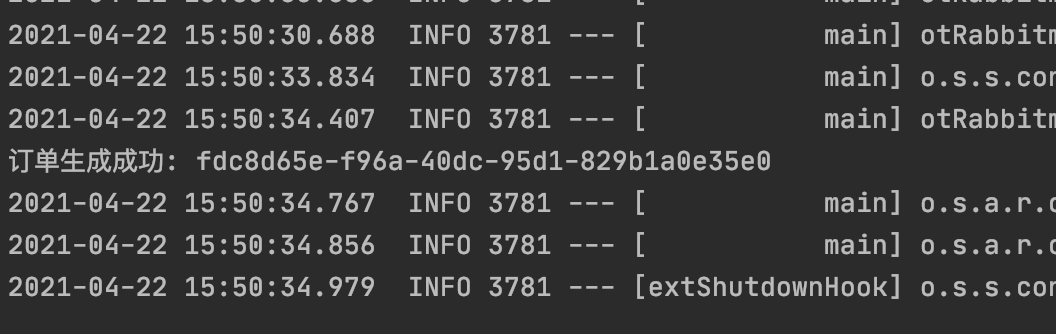 2021-04-22 15:50:30.688  INFO 3781 --- [           main] otRabbitm
2021-04-22 15:50:33.834  INFO 3781 --- [           main] o.s.s.con
2021-04-22 15:50:34.407  INFO 3781 --- [           main] otRabbitm
订单生成成功: fdc8d65e-f96a-40dc-95d1-829b1a0e35e0
2021-04-22 15:50:34.767  INFO 3781 --- [           main] o.s.a.r.c
2021-04-22 15:50:34.856  INFO 3781 --- [           main] o.s.a.r.c
2021-04-22 15:50:34.979  INFO 3781 --- [extShutdownHook] o.s.s.con